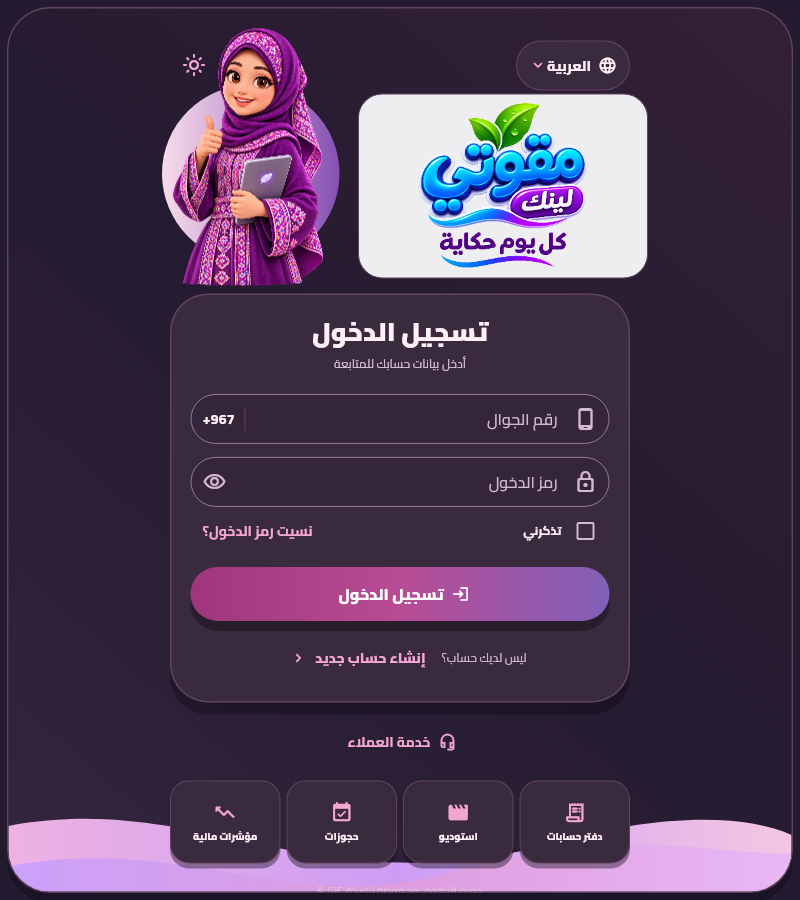 العربية
مقوتي
لينك
كل يوم حكاية
تسجيل الدخول
أدخل بيانات حسابك للمتابعة
رقم الجوال
+967
رمز الدخول
تذكرني
نسيت رمز الدخول؟
تسجيل الدخول
ليس لديك حساب؟ إنشاء حساب جديد
خدمة العملاء
دفتر حسابات
استوديو
حجوزات
مؤشرات مالية